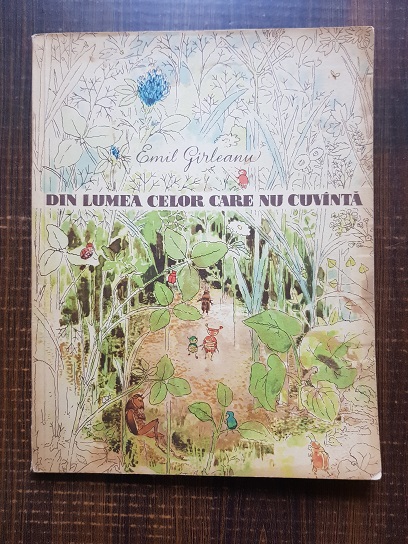 Emil Gîrleanu
DIN LUMEA CELOR CARE NU CUVÎNTĂ